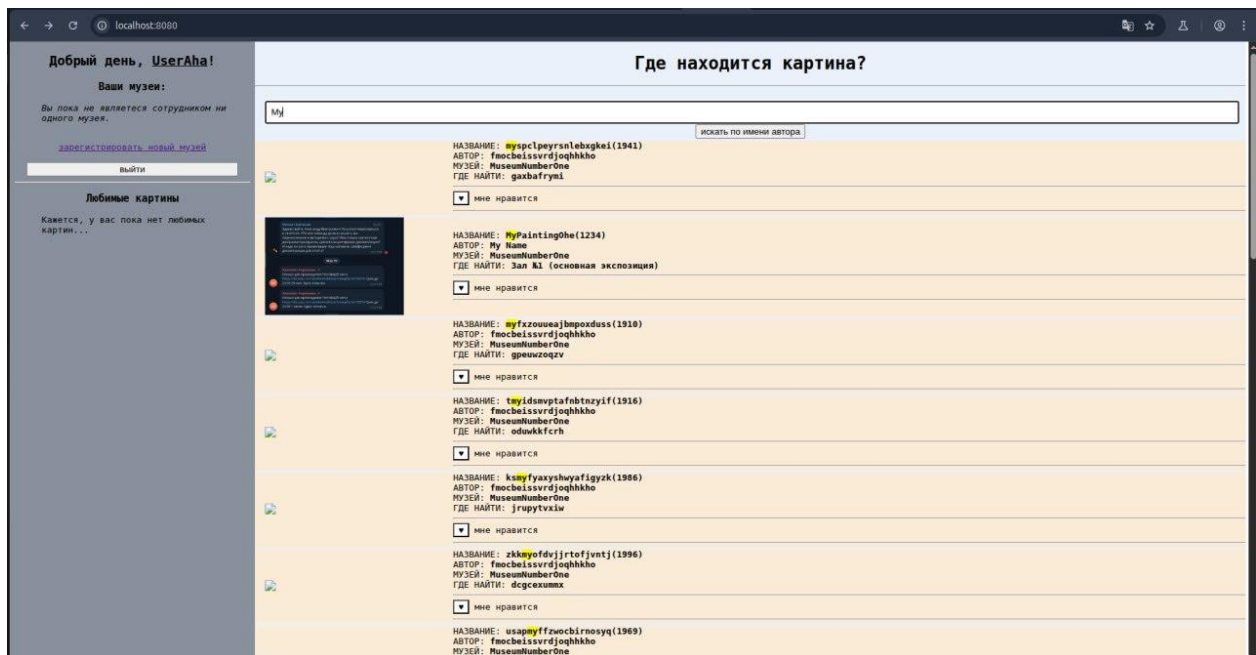 localhost:8080
Добрый день, UserAha!
Ваши музеи:
Вы пока не являетеся сотрудником ни
одного музея.
зарегистрировать новый музей
выйти
Любимые картины
Кажется, у вас пока нет любимых
картин...
Где находится картина?
My
искать по имени автора
НАЗВАНИЕ: myspclpeyrsnlebxgkei(1941)
АВТОР: fmocbeissvrdjoqhhkho
МУЗЕЙ: MuseumNumberOne
ГДЕ НАЙТИ: gaxbafrymi
♥ мне нравится
НАЗВАНИЕ: MyPaintingOhe(1234)
АВТОР: My Name
МУЗЕЙ: MuseumNumberOne
ГДЕ НАЙТИ: Зал №1 (основная экспозиция)
♥ мне нравится
НАЗВАНИЕ: myfxzouueajbmpoxduss(1910)
АВТОР: fmocbeissvrdjoqhhkho
МУЗЕЙ: MuseumNumberOne
ГДЕ НАЙТИ: gpeuwzoqzv
♥ мне нравится
НАЗВАНИЕ: tmyidsmvptafnbtnzyif(1916)
АВТОР: fmocbeissvrdjoqhhkho
МУЗЕЙ: MuseumNumberOne
ГДЕ НАЙТИ: oduwkkfcrh
♥ мне нравится
НАЗВАНИЕ: ksmyfyaxyshwyafigyzk(1986)
АВТОР: fmocbeissvrdjoqhhkho
МУЗЕЙ: MuseumNumberOne
ГДЕ НАЙТИ: jrupytvxiw
♥ мне нравится
НАЗВАНИЕ: zkkmyofdvjjrtofjvntj(1996)
АВТОР: fmocbeissvrdjoqhhkho
МУЗЕЙ: MuseumNumberOne
ГДЕ НАЙТИ: dcgcexummx
♥ мне нравится
НАЗВАНИЕ: usapmyffzwocbirnosyq(1969)
АВТОР: fmocbeissvrdjoqhhkho
МУЗЕЙ: MuseumNumberOne